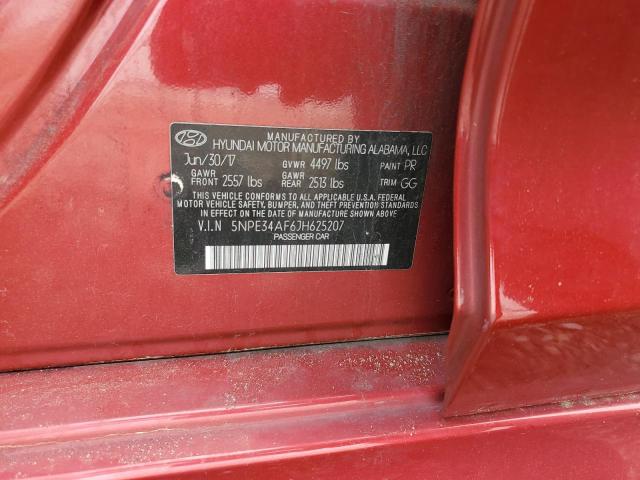 MANUFACTURED BY
HYUNDAI MOTOR MANUFACTURING ALABAMA, LLC
Jun/30/17 GVWR 4497 lbs PAINT PR
GAWR FRONT 2557 lbs GAWR REAR 2513 lbs TRIM GG
THIS VEHICLE CONFORMS TO ALL APPLICABLE U.S.A. FEDERAL
MOTOR VEHICLE SAFETY, BUMPER, AND THEFT PREVENTION
STANDARDS IN EFFECT ON THE DATE OF MANUFACTURE SHOWN ABOVE.
V.I.N 5NPE34AF6JH625207
PASSENGER CAR